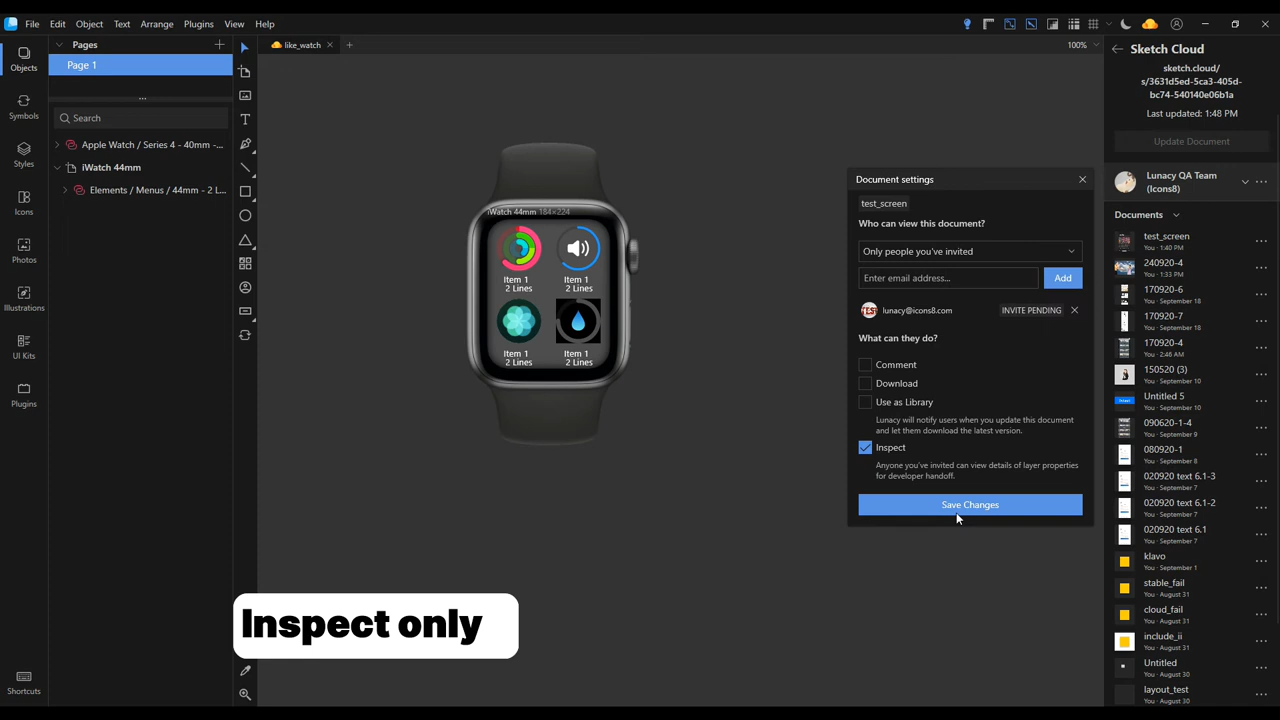 File Edit Object Text Arrange Plugins View Help
Objects
Symbols
Styles
Icons
Photos
Illustrations
UI Kits
Plugins
Shortcuts
Pages
Page 1
...
Search
Apple Watch / Series 4 - 40mm -...
iWatch 44mm
Elements / Menus / 44mm - 2 L...
like_watch
100%
iWatch 44mm 184×224
Item 1
2 Lines
Item 1
2 Lines
Item 1
2 Lines
Item 1
2 Lines
Document settings
test_screen
Who can view this document?
Only people you've invited
Enter email address...
Add
lunacy@icons8.com
INVITE PENDING
What can they do?
Comment
Download
Use as Library
Lunacy will notify users when you update this document
and let them download the latest version.
Inspect
Anyone you've invited can view details of layer properties
for developer handoff.
Save Changes
Inspect only
Sketch Cloud
sketch.cloud/
s/3631d5ed-5ca3-405d-
bc74-540140e06b1a
Last updated: 1:48 PM
Update Document
Lunacy QA Team
(Icons8)
Documents
test_screen
You · 1:40 PM
240920-4
You · 1:33 PM
170920-6
You · September 18
170920-7
You · September 18
170920-4
You · 2:46 AM
150520 (3)
You · September 10
Untitled 5
You · September 10
090620-1-4
You · September 9
080920-1
You · September 8
020920 text 6.1-3
You · September 7
020920 text 6.1-2
You · September 7
020920 text 6.1
You · September 7
klavo
You · September 1
stable_fail
You · August 31
cloud_fail
You · August 31
include_ii
You · August 31
Untitled
You · August 30
layout_test
You · August 30